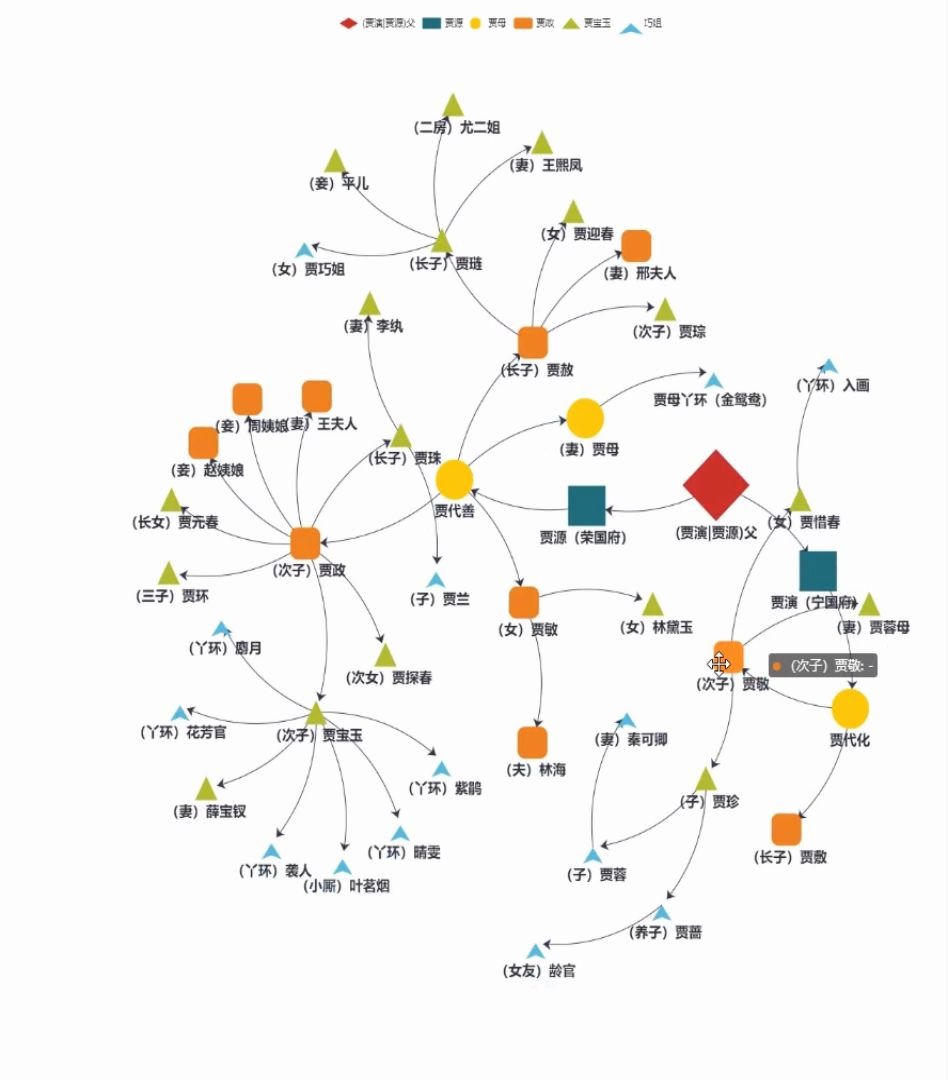 (贾演|贾源)父 贾源 贾母 贾政 贾宝玉 巧姐
(二房) 尤二姐
(妻) 王熙凤
(妾) 平儿
(女) 贾迎春
(长子) 贾琏
(女) 贾巧姐
(妻) 邢夫人
(妻) 李纨
(次子) 贾琮
(长子) 贾赦
(丫环) 入画
贾母丫环 (金鸳鸯)
(妾) 周姨娘
(妻) 王夫人
(妻) 贾母
(长子) 贾珠
(妾) 赵姨娘
贾代善
(长女) 贾元春
(女) 贾惜春
(贾演|贾源)父
贾源 (荣国府)
(次子) 贾政
(三子) 贾环
(子) 贾兰
贾演 (宁国府)
(女) 贾敏
(女) 林黛玉
(妻) 贾蓉母
(丫环) 麝月
(次子) 贾敬: -
(次女) 贾探春
(次子) 贾敬
(丫环) 花芳官
(次子) 贾宝玉
(妻) 秦可卿
贾代化
(夫) 林海
(丫环) 紫鹃
(子) 贾珍
(妻) 薛宝钗
(丫环) 晴雯
(长子) 贾敷
(丫环) 袭人
(子) 贾蓉
(小厮) 叶茗烟
(养子) 贾蔷
(女友) 龄官